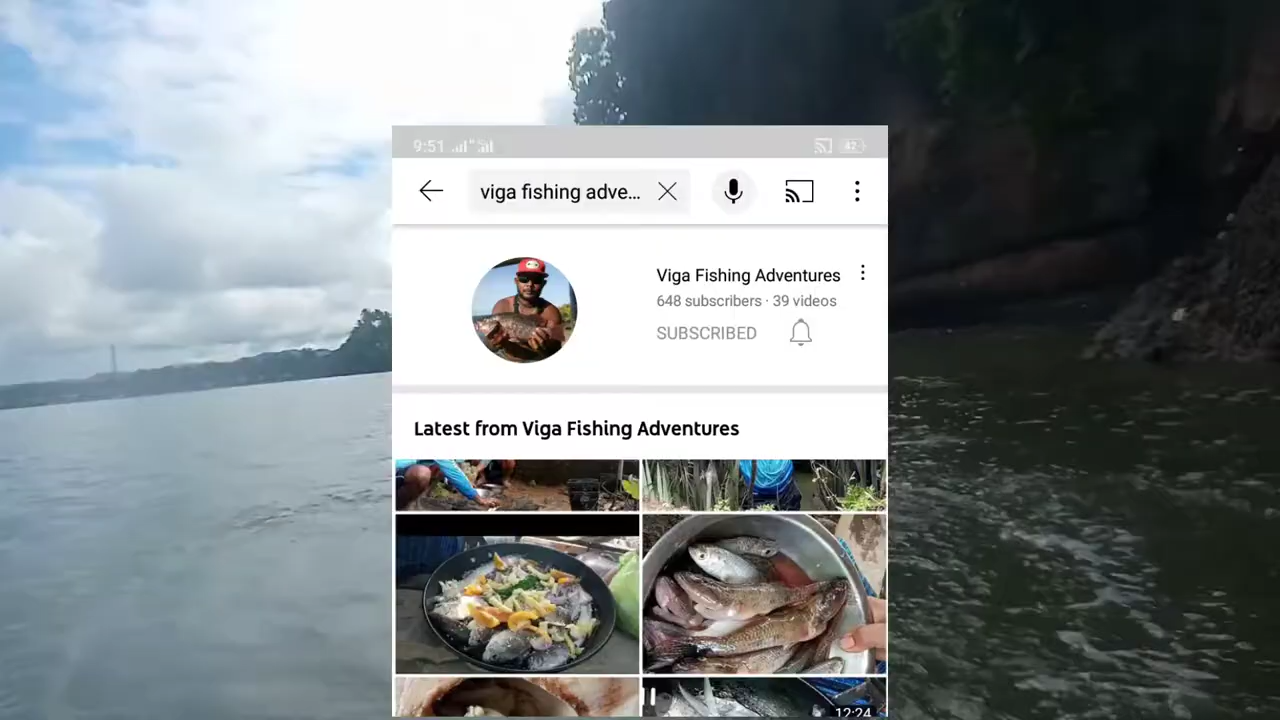 9:51
42
viga fishing adve...
Viga Fishing Adventures
648 subscribers · 39 videos
SUBSCRIBED
Latest from Viga Fishing Adventures
12:24